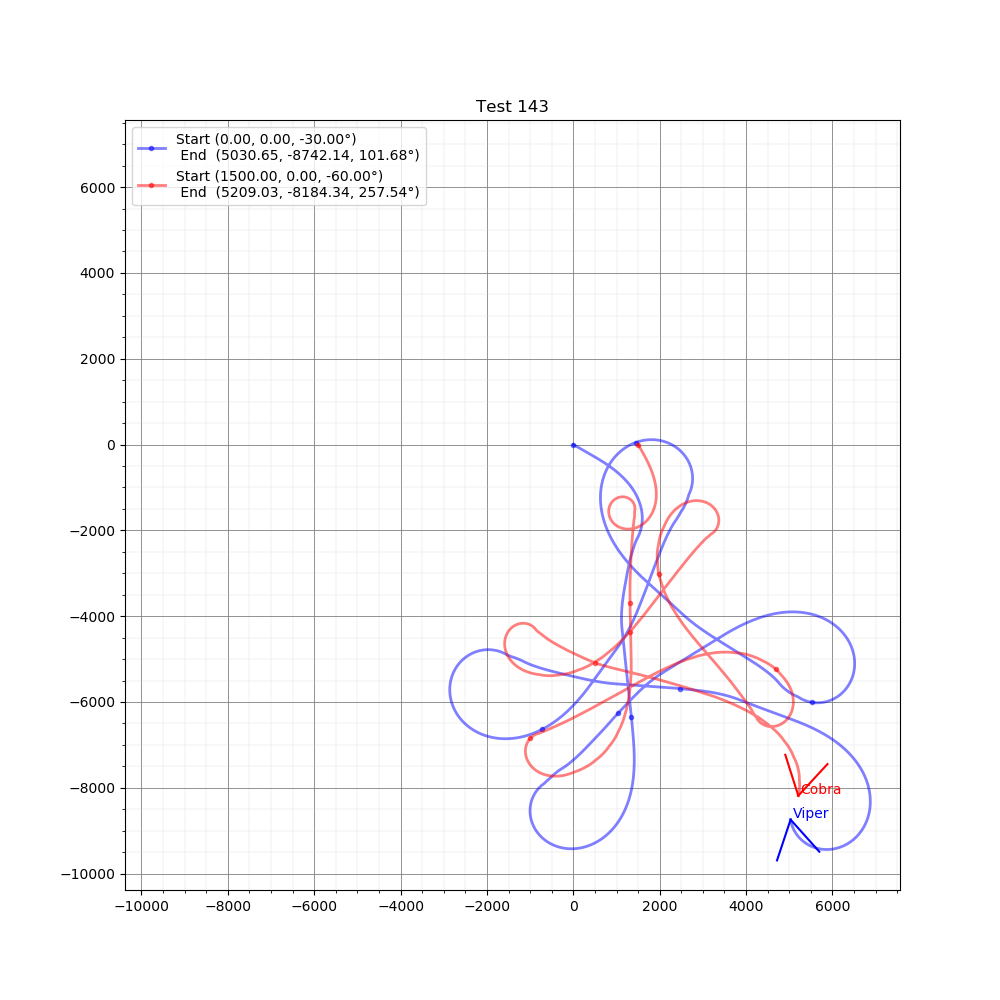 Test 143
Start (0.00, 0.00, -30.00°)
End (5030.65, -8742.14, 101.68°)
Start (1500.00, 0.00, -60.00°)
End (5209.03, -8184.34, 257.54°)
6000
4000
2000
0
−2000
−4000
−6000
−8000
−10000
Cobra
Viper
−10000 −8000 −6000 −4000 −2000 0 2000 4000 6000